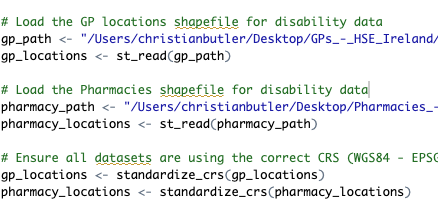 # Load the GP locations shapefile for disability data
gp_path <- "/Users/christianbutler/Desktop/GPs_-_HSE_Ireland/
gp_locations <- st_read(gp_path)
# Load the Pharmacies shapefile for disability data
pharmacy_path <- "/Users/christianbutler/Desktop/Pharmacies_-
pharmacy_locations <- st_read(pharmacy_path)
# Ensure all datasets are using the correct CRS (WGS84 - EPSG
gp_locations <- standardize_crs(gp_locations)
pharmacy_locations <- standardize_crs(pharmacy_locations)